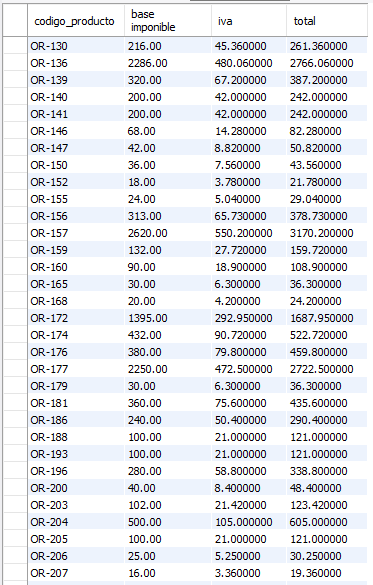 codigo_producto base imponible iva total
OR-130 216.00 45.360000 261.360000
OR-136 2286.00 480.060000 2766.060000
OR-139 320.00 67.200000 387.200000
OR-140 200.00 42.000000 242.000000
OR-141 200.00 42.000000 242.000000
OR-146 68.00 14.280000 82.280000
OR-147 42.00 8.820000 50.820000
OR-150 36.00 7.560000 43.560000
OR-152 18.00 3.780000 21.780000
OR-155 24.00 5.040000 29.040000
OR-156 313.00 65.730000 378.730000
OR-157 2620.00 550.200000 3170.200000
OR-159 132.00 27.720000 159.720000
OR-160 90.00 18.900000 108.900000
OR-165 30.00 6.300000 36.300000
OR-168 20.00 4.200000 24.200000
OR-172 1395.00 292.950000 1687.950000
OR-174 432.00 90.720000 522.720000
OR-176 380.00 79.800000 459.800000
OR-177 2250.00 472.500000 2722.500000
OR-179 30.00 6.300000 36.300000
OR-181 360.00 75.600000 435.600000
OR-186 240.00 50.400000 290.400000
OR-188 100.00 21.000000 121.000000
OR-193 100.00 21.000000 121.000000
OR-196 280.00 58.800000 338.800000
OR-200 40.00 8.400000 48.400000
OR-203 102.00 21.420000 123.420000
OR-204 500.00 105.000000 605.000000
OR-205 100.00 21.000000 121.000000
OR-206 25.00 5.250000 30.250000
OR-207 16.00 3.360000 19.360000